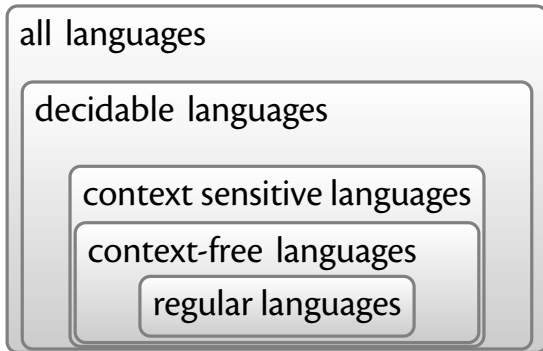 all languages
decidable languages
context sensitive languages
context-free languages
regular languages